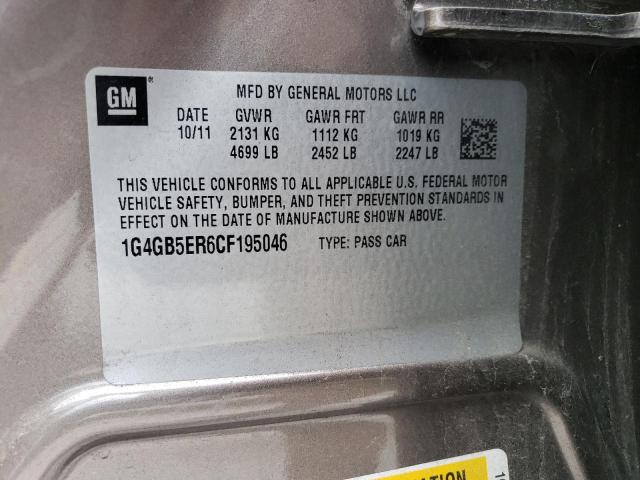 GM
MFD BY GENERAL MOTORS LLC
DATE GVWR GAWR FRT GAWR RR
10/11 2131 KG 1112 KG 1019 KG
4699 LB 2452 LB 2247 LB
THIS VEHICLE CONFORMS TO ALL APPLICABLE U.S. FEDERAL MOTOR
VEHICLE SAFETY, BUMPER, AND THEFT PREVENTION STANDARDS IN
EFFECT ON THE DATE OF MANUFACTURE SHOWN ABOVE.
1G4GB5ER6CF195046 TYPE: PASS CAR